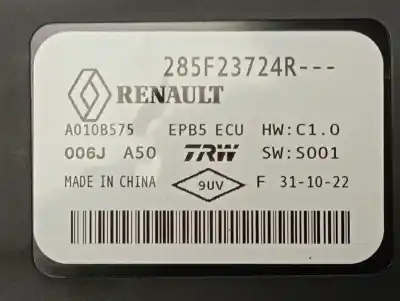 285F23724R---
RENAULT
A010B575 EPB5 ECU HW:C1.0
006J A50 TRW SW:S001
MADE IN CHINA 9UV F 31-10-22